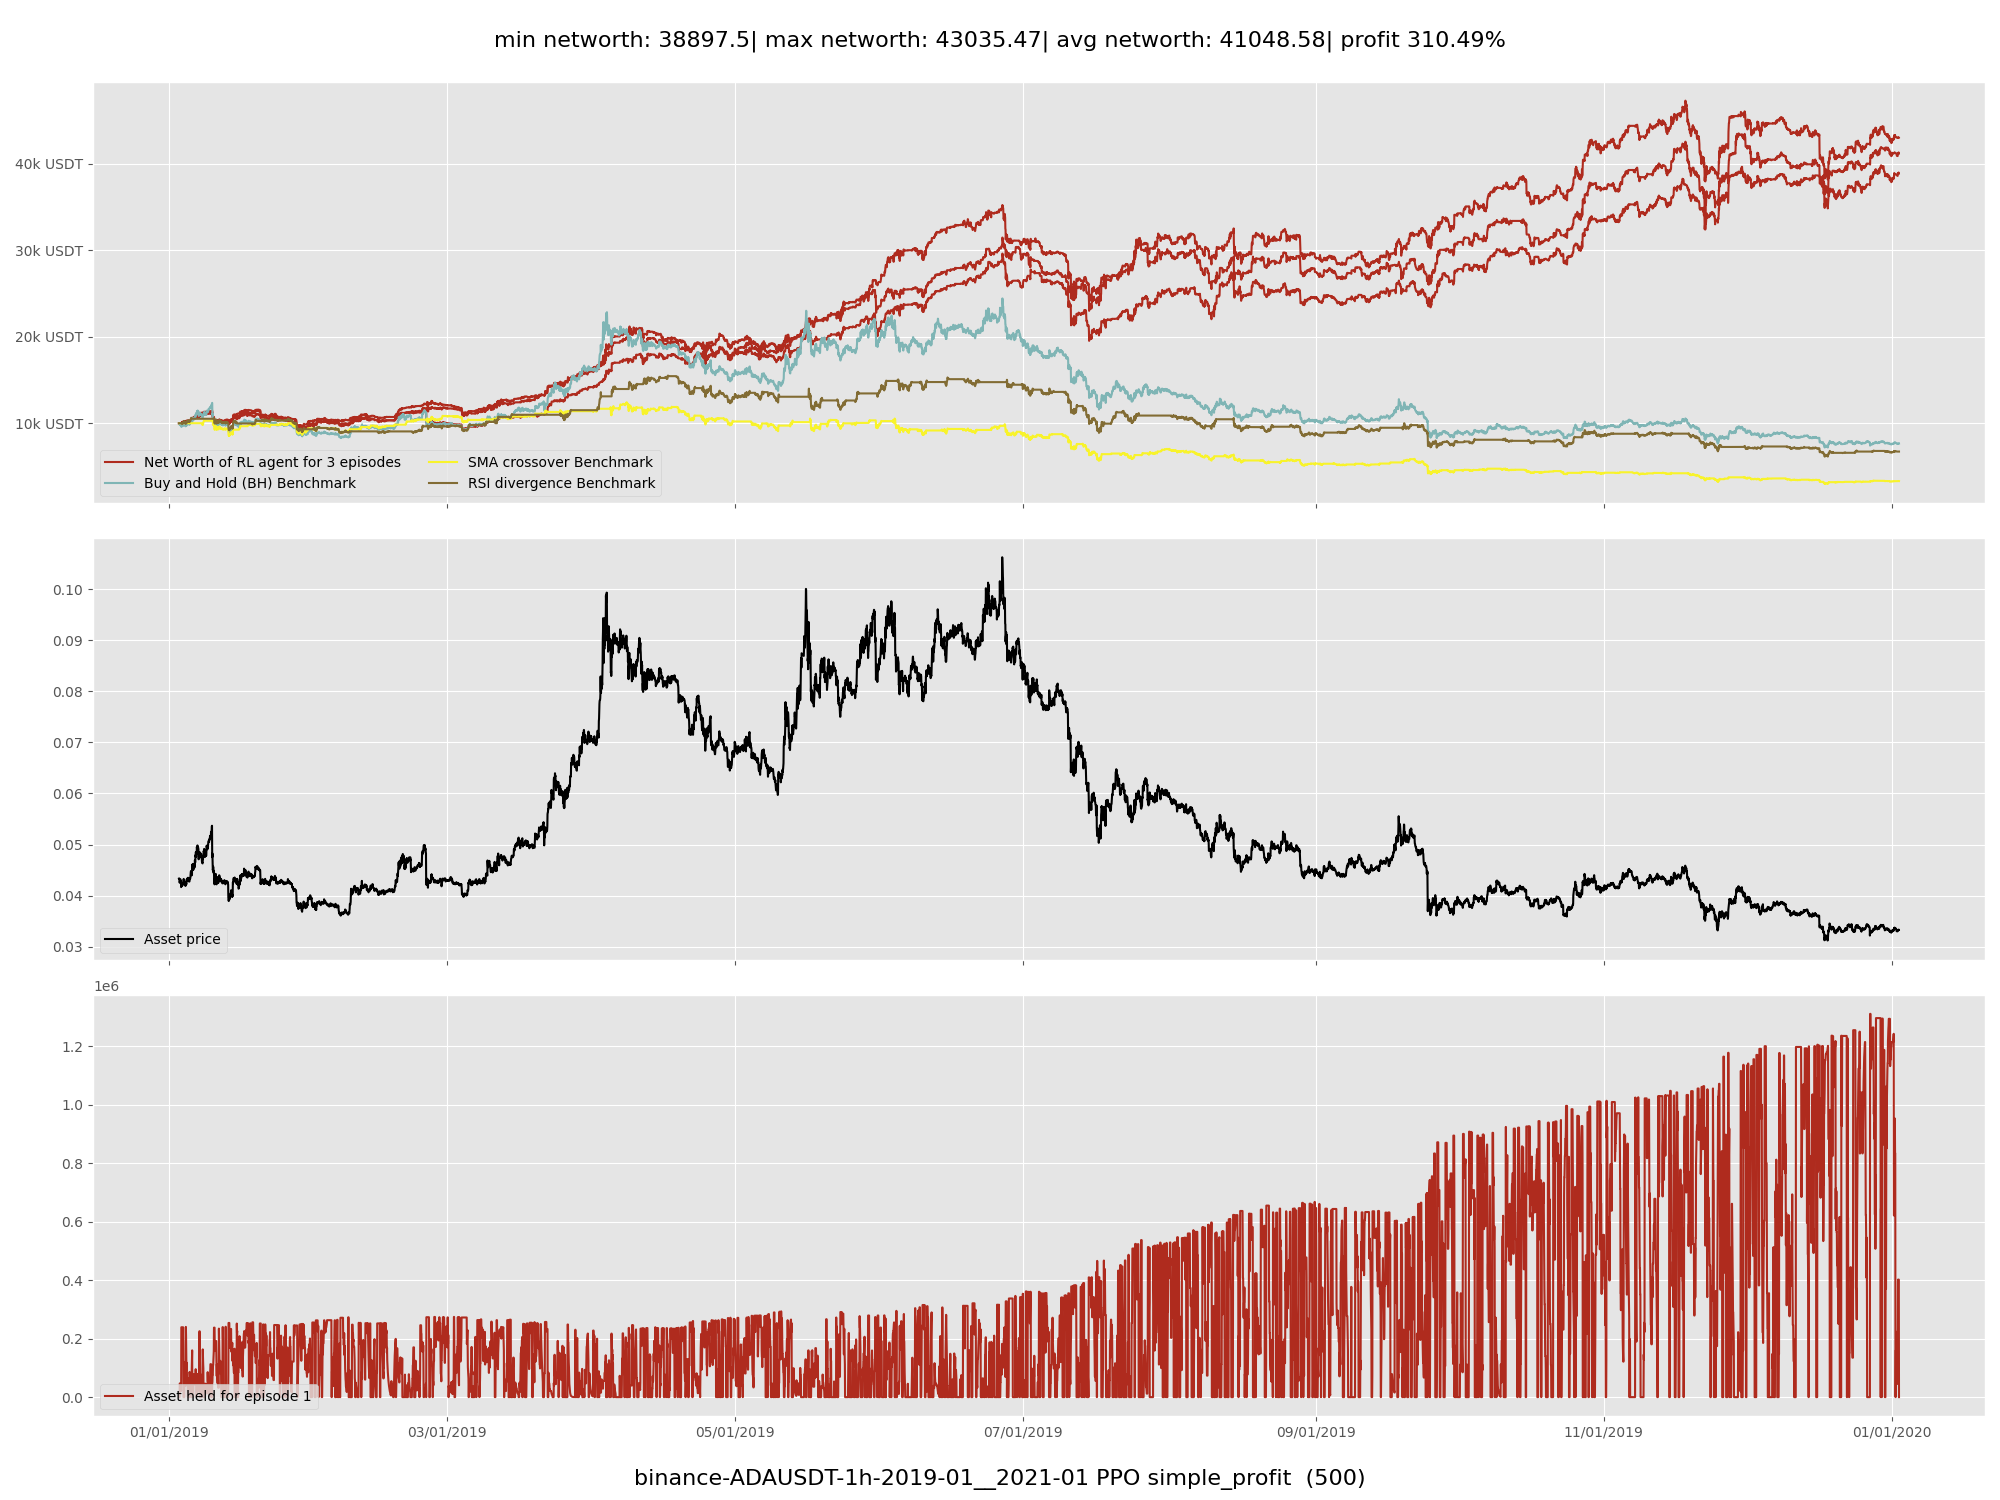 min networth: 38897.5| max networth: 43035.47| avg networth: 41048.58| profit 310.49%
40k USDT
30k USDT
20k USDT
10k USDT
Net Worth of RL agent for 3 episodes
Buy and Hold (BH) Benchmark
SMA crossover Benchmark
RSI divergence Benchmark
0.10
0.09
0.08
0.07
0.06
0.05
0.04
0.03
Asset price
1e6
1.2
1.0
0.8
0.6
0.4
0.2
0.0
Asset held for episode 1
01/01/2019 03/01/2019 05/01/2019 07/01/2019 09/01/2019 11/01/2019 01/01/2020
binance-ADAUSDT-1h-2019-01__2021-01 PPO simple_profit (500)